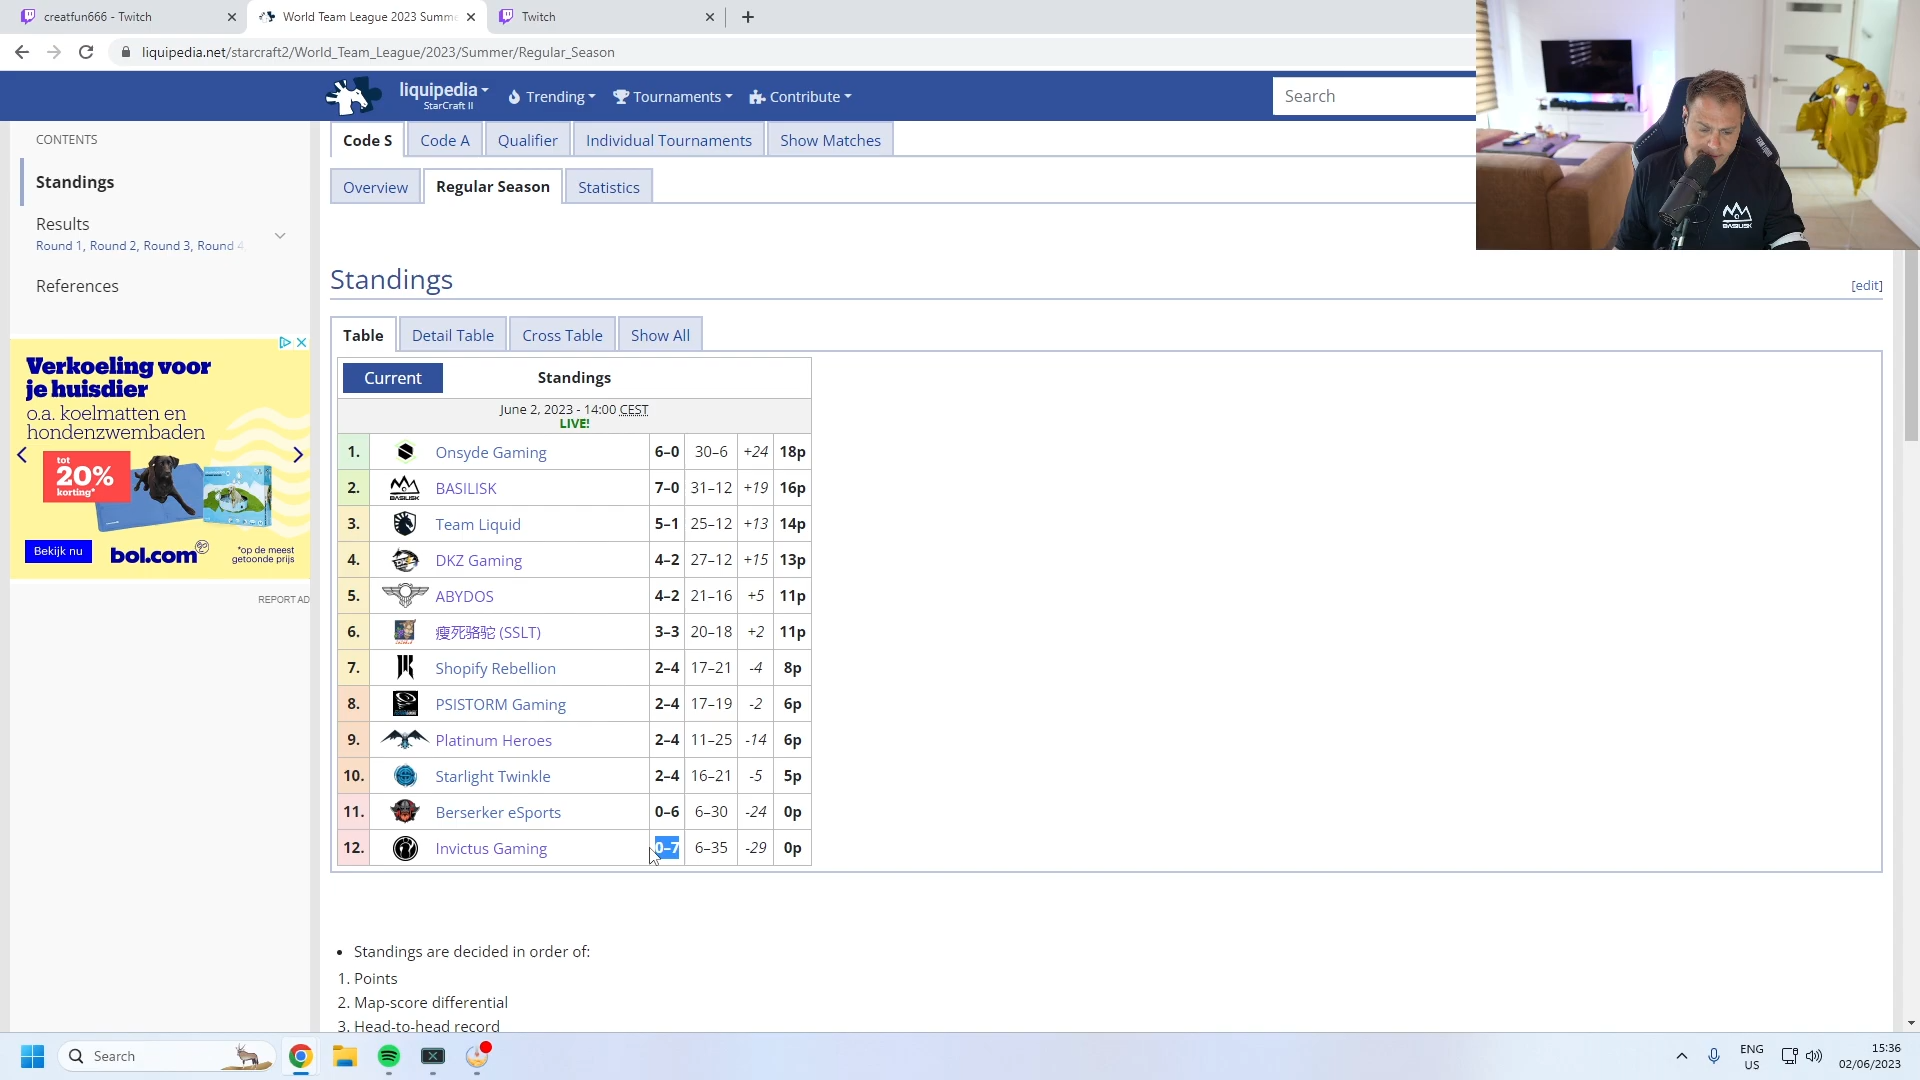 creatfun666 - Twitch
World Team League 2023 Summe
Twitch
liquipedia.net/starcraft2/World_Team_League/2023/Summer/Regular_Season
liquipedia
StarCraft II
Trending
Tournaments
Contribute
Search
CONTENTS
Standings
Results
Round 1, Round 2, Round 3, Round 4,
References
Code S
Code A
Qualifier
Individual Tournaments
Show Matches
Overview
Regular Season
Statistics
Standings
[edit]
Table
Detail Table
Cross Table
Show All
Current
Standings
June 2, 2023 - 14:00 CEST
LIVE!
1. Onsyde Gaming 6–0 30–6 +24 18p
2. BASILISK BASILISK 7–0 31–12 +19 16p
3. Team Liquid 5–1 25–12 +13 14p
4. DKZ Gaming 4–2 27–12 +15 13p
5. ABYDOS 4–2 21–16 +5 11p
6. 瘦死骆驼 (SSLT) 3–3 20–18 +2 11p
7. Shopify Rebellion 2–4 17–21 -4 8p
8. PSISTORM Gaming 2–4 17–19 -2 6p
9. Platinum Heroes 2–4 11–25 -14 6p
10. Starlight Twinkle 2–4 16–21 -5 5p
11. Berserker eSports 0–6 6–30 -24 0p
12. Invictus Gaming 0–7 6–35 -29 0p
Standings are decided in order of:
1. Points
2. Map-score differential
3. Head-to-head record
Verkoeling voor
je huisdier
o.a. koelmatten en
hondenzwembaden
tot
20%
korting*
Bekijk nu
bol.com
*op de meest
getoonde prijs
REPORT AD
BASILISK
Search
ENG
US
15:36
02/06/2023